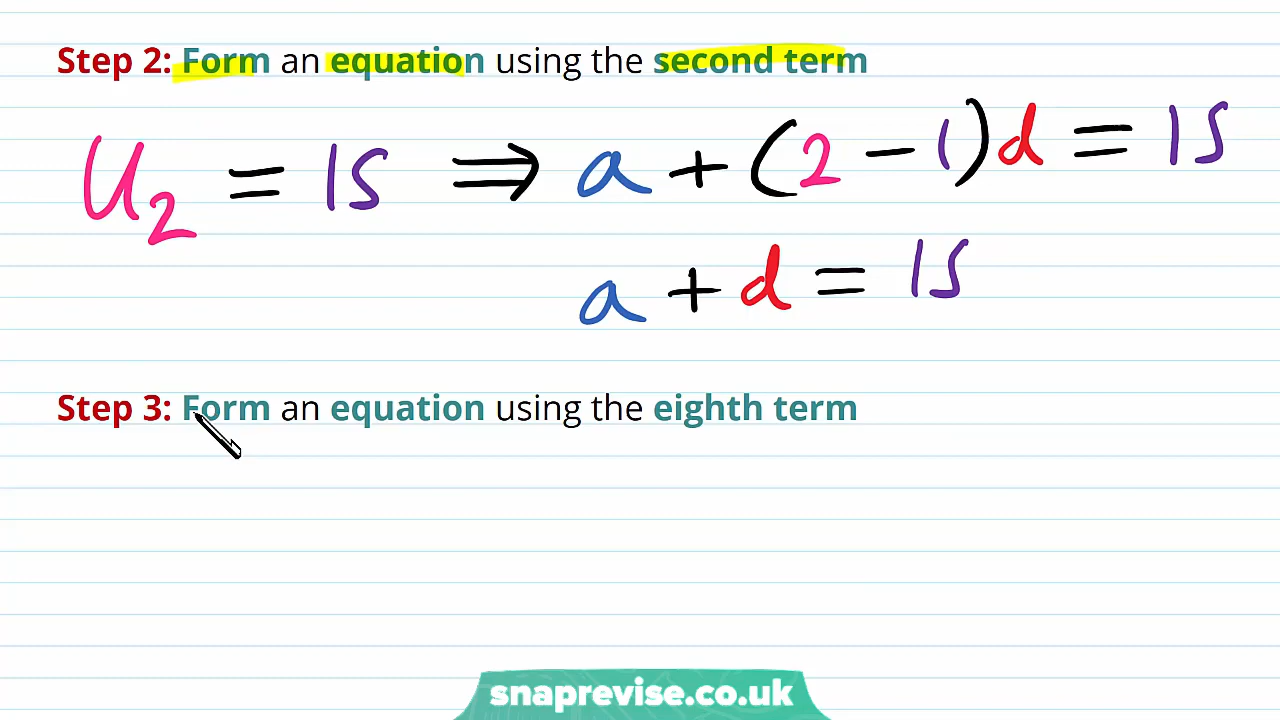 Step 2: Form an equation using the second term
U₂ = 15 ⇒ a + (2 - 1)d = 15
a + d = 15
Step 3: Form an equation using the eighth term
snaprevise.co.uk